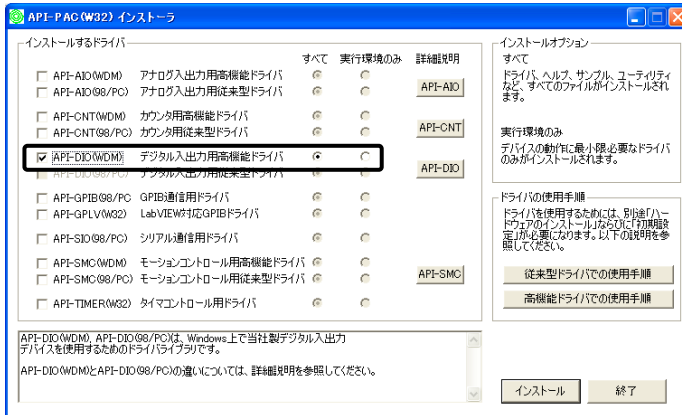 API-PAC(W32) インストーラ
インストールするドライバ
すべて 実行環境のみ 詳細説明
API-AIO(WDM) アナログ入出力用高機能ドライバ
API-AIO(98/PC) アナログ入出力用従来型ドライバ
API-AIO
API-CNT(WDM) カウンタ用高機能ドライバ
API-CNT(98/PC) カウンタ用従来型ドライバ
API-CNT
API-DIO(WDM) デジタル入出力用高機能ドライバ
API-DIO(98/PC) デジタル入出力用従来型ドライバ
API-DIO
API-GPIB(98/PC GPIB通信用ドライバ
API-GPLV(W32) LabVIEW対応GPIBドライバ
API-SIO(98/PC) シリアル通信用ドライバ
API-SMC(WDM) モーションコントロール用高機能ドライバ
API-SMC(98/PC) モーションコントロール用従来型ドライバ
API-SMC
API-TIMER(W32) タイマコントロール用ドライバ
インストールオプション
すべて
ドライバ、ヘルプ、サンプル、ユーティリティ
など、すべてのファイルがインストールされ
ます。
実行環境のみ
デバイスの動作に最小限必要なドライバ
のみがインストールされます。
ドライバの使用手順
ドライバを使用するためには、別途「ハー
ドウェアのインストール」ならびに「初期設
定」が必要になります。以下の説明を参
照してください。
従来型ドライバでの使用手順
高機能ドライバでの使用手順
API-DIO(WDM), API-DIO(98/PC)は、Windows上で当社製デジタル入出力
デバイスを使用するためのドライバライブラリです。
API-DIO(WDM)とAPI-DIO(98/PC)の違いについては、詳細説明を参照してください。
インストール 終了